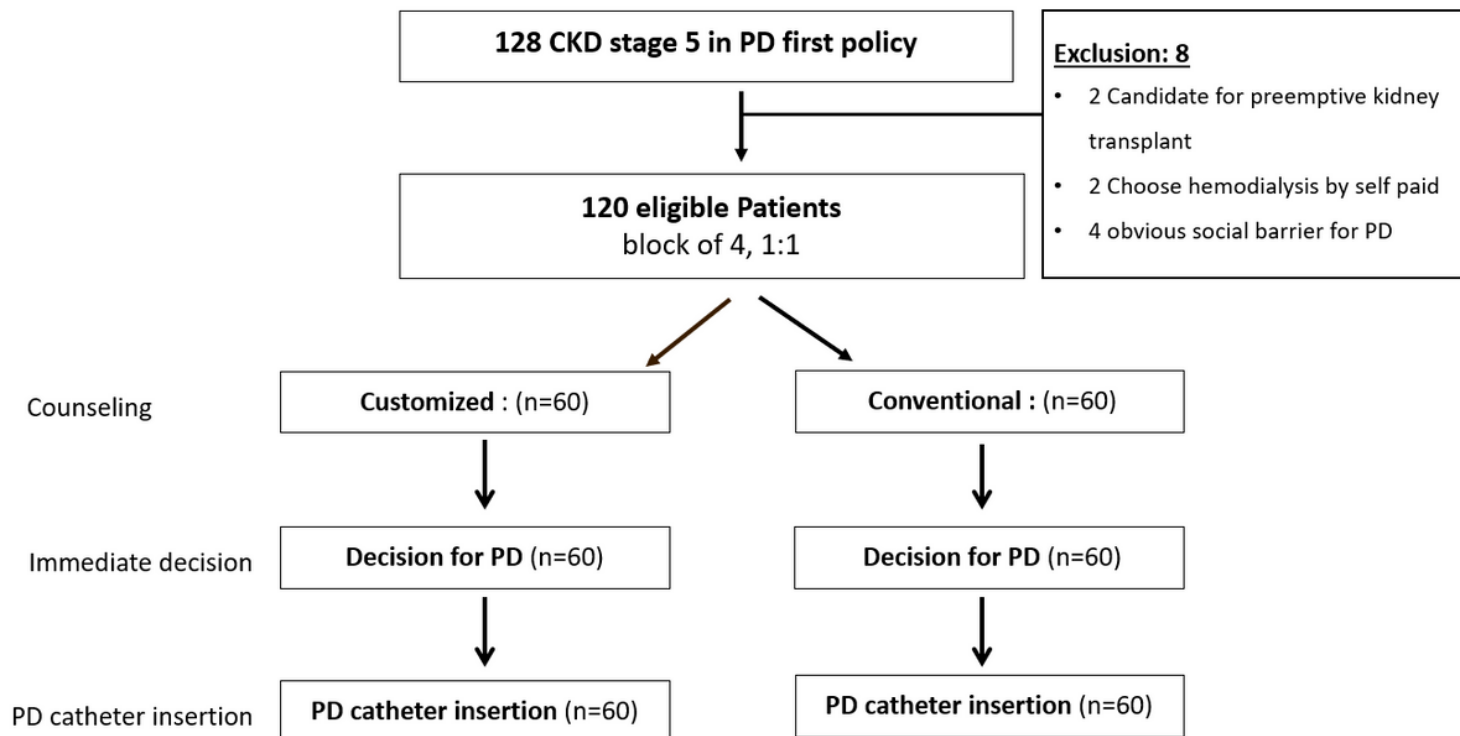 128 CKD stage 5 in PD first policy
Exclusion: 8
• 2 Candidate for preemptive kidney
transplant
• 2 Choose hemodialysis by self paid
• 4 obvious social barrier for PD
120 eligible Patients
block of 4, 1:1
Counseling
Customized : (n=60)
Conventional : (n=60)
Immediate decision
Decision for PD (n=60)
Decision for PD (n=60)
PD catheter insertion
PD catheter insertion (n=60)
PD catheter insertion (n=60)